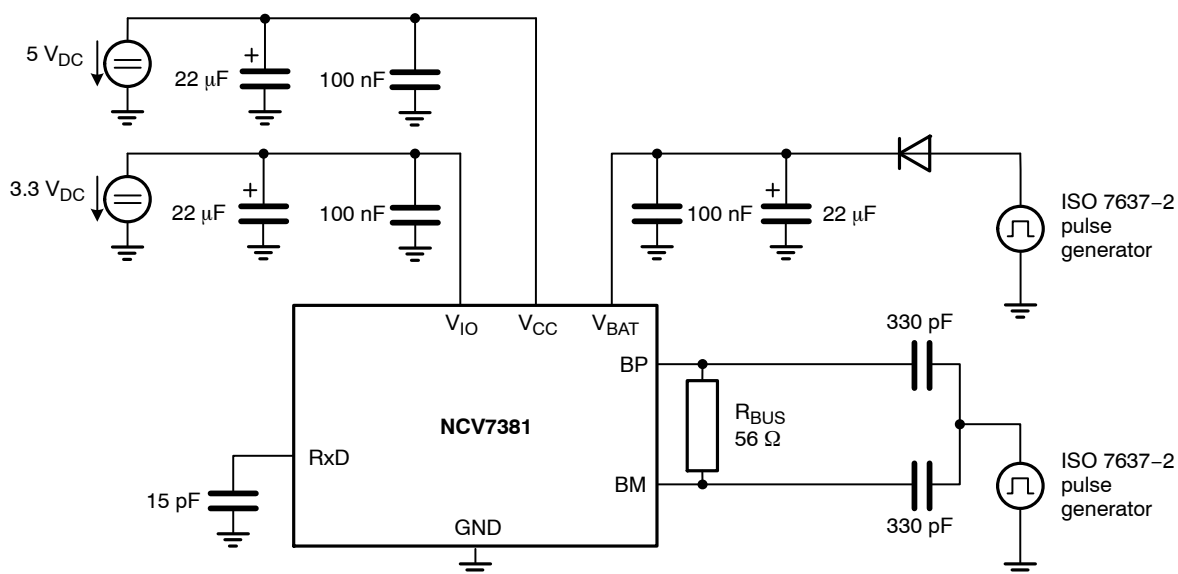 5 V_DC
+
22 μF
100 nF
3.3 V_DC
+
22 μF
100 nF
100 nF
+
22 μF
ISO 7637−2
pulse
generator
V_IO
V_CC
V_BAT
330 pF
BP
R_BUS
56 Ω
NCV7381
RxD
BM
ISO 7637−2
pulse
generator
15 pF
GND
330 pF